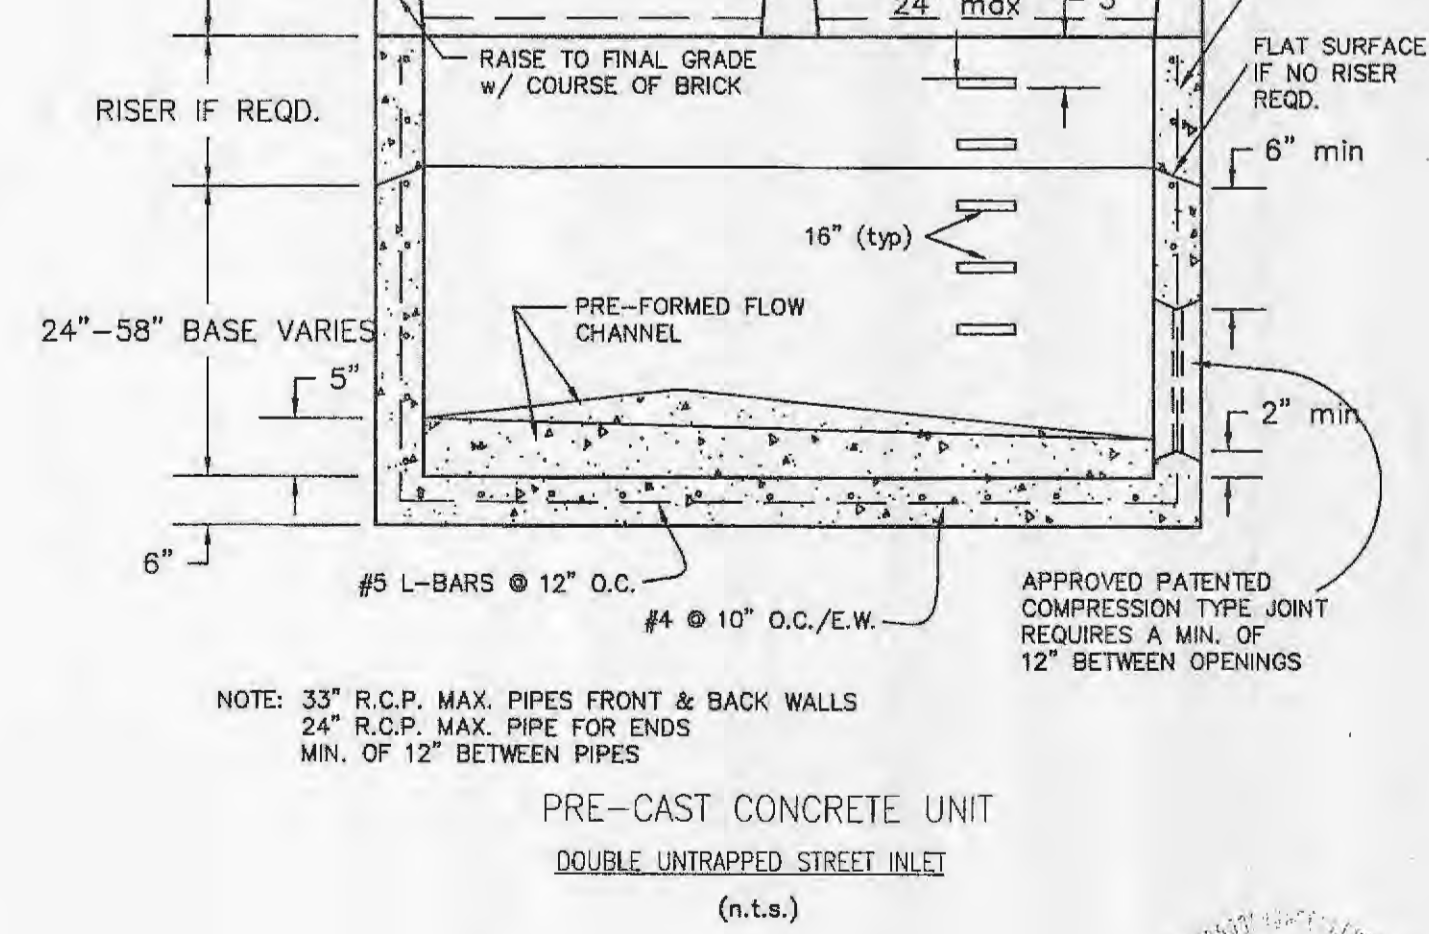 24" max
RAISE TO FINAL GRADE
w/ COURSE OF BRICK
FLAT SURFACE
IF NO RISER
REQD.
RISER IF REQD.
6" min
16" (typ)
PRE-FORMED FLOW
CHANNEL
24"-58" BASE VARIES
5"
2" min
6"
#5 L-BARS @ 12" O.C.
#4 @ 10" O.C./E.W.
APPROVED PATENTED
COMPRESSION TYPE JOINT
REQUIRES A MIN. OF
12" BETWEEN OPENINGS
NOTE: 33" R.C.P. MAX. PIPES FRONT & BACK WALLS
24" R.C.P. MAX. PIPE FOR ENDS
MIN. OF 12" BETWEEN PIPES
PRE-CAST CONCRETE UNIT
DOUBLE UNTRAPPED STREET INLET
(n.t.s.)